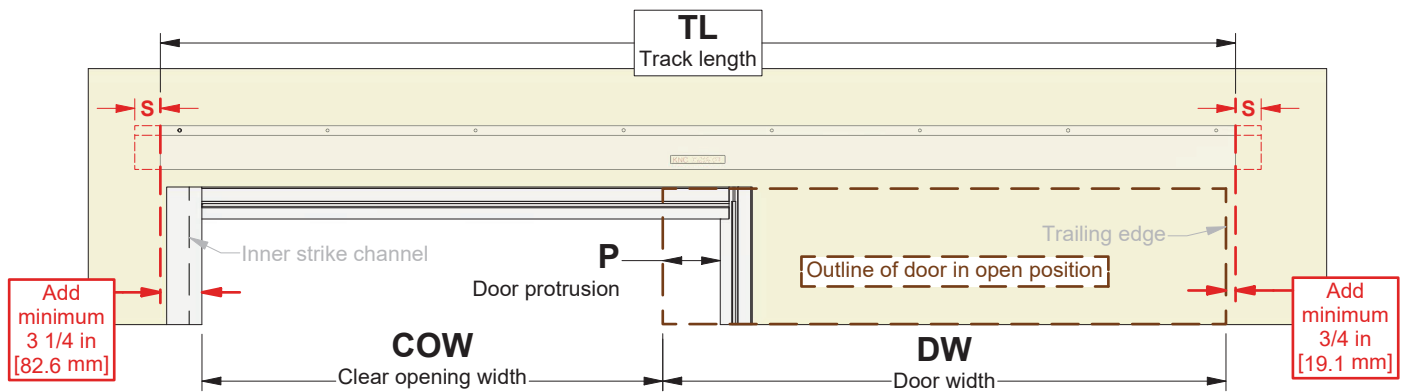 TL
Track length
S
S
Inner strike channel
Trailing edge
P
Door protrusion
Outline of door in open position
Add
minimum
3 1/4 in
[82.6 mm]
Add
minimum
3/4 in
[19.1 mm]
COW
Clear opening width
DW
Door width